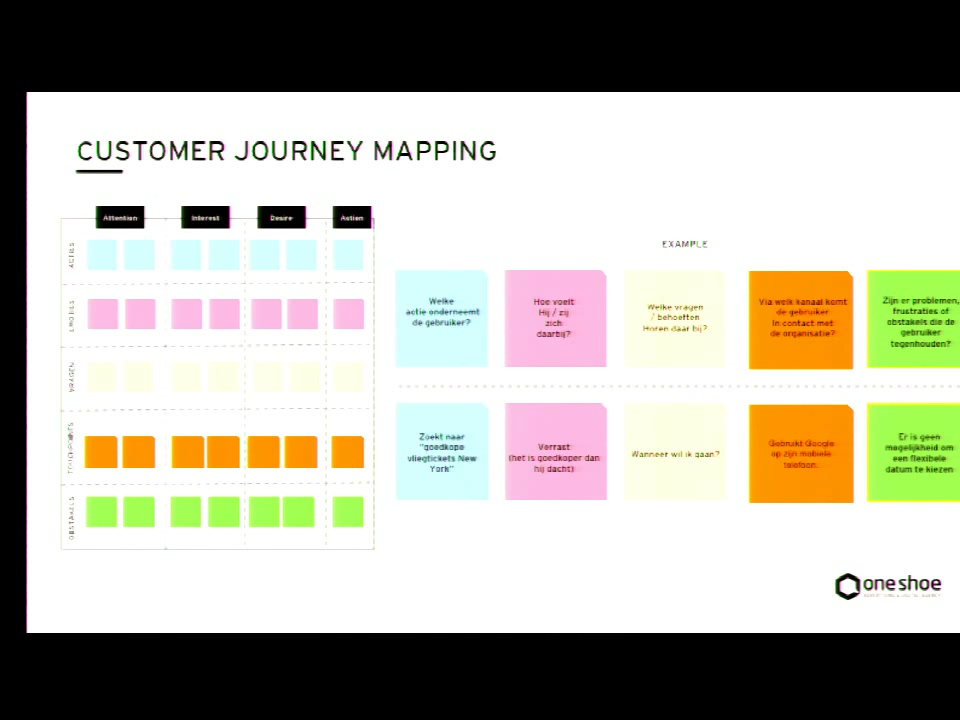 CUSTOMER JOURNEY MAPPING
Attention
Interest
Desire
Action
ACTIES
EMOTIES
VRAGEN
TOUCHPOINTS
OBSTAKELS
EXAMPLE
Welke
actie onderneemt
de gebruiker?
Hoe voelt
Hij / zij
zich
daarbij?
Welke vragen
/ behoeften
Horen daar bij?
Via welk kanaal komt
de gebruiker
In contact met
de organisatie?
Zijn er problemen,
frustraties of
obstakels die de
gebruiker
tegenhouden?
Zoekt naar
"goedkope
vliegtickets New
York"
Verrast
(het is goedkoper dan
hij dacht)
Wanneer wil ik gaan?
Gebruikt Google
op zijn mobiele
telefoon.
Er is geen
mogelijkheid om
een flexibele
datum te kiezen
one shoe